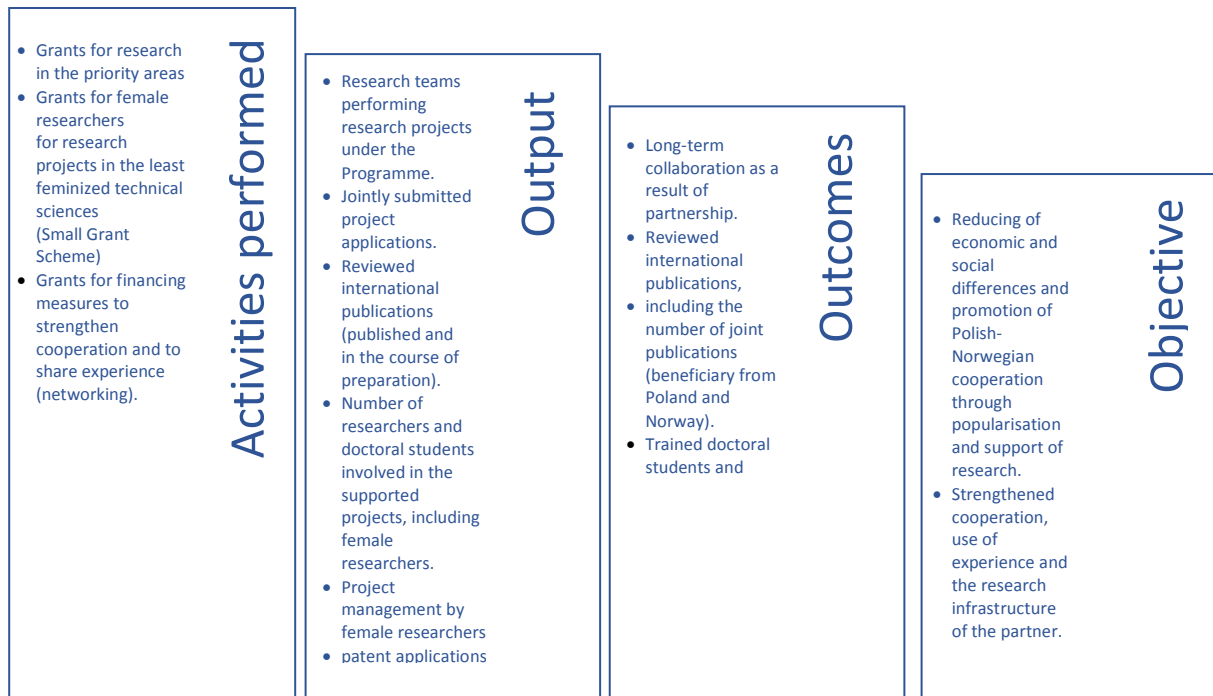 Activities performed
• Grants for research
in the priority areas
• Grants for female
researchers
for research
projects in the least
feminized technical
sciences
(Small Grant
Scheme)
• Grants for financing
measures to
strengthen
cooperation and to
share experience
(networking).
Output
• Research teams
performing
research projects
under the
Programme.
• Jointly submitted
project
applications.
• Reviewed
international
publications
(published and
in the course of
preparation).
• Number of
researchers and
doctoral students
involved in the
supported
projects, including
female
researchers.
• Project
management by
female researchers
• patent applications
Outcomes
• Long-term
collaboration as a
result of
partnership.
• Reviewed
international
publications,
• including the
number of joint
publications
(beneficiary from
Poland and
Norway).
• Trained doctoral
students and
Objective
• Reducing of
economic and
social
differences and
promotion of
Polish-
Norwegian
cooperation
through
popularisation
and support of
research.
• Strengthened
cooperation,
use of
experience and
the research
infrastructure
of the partner.